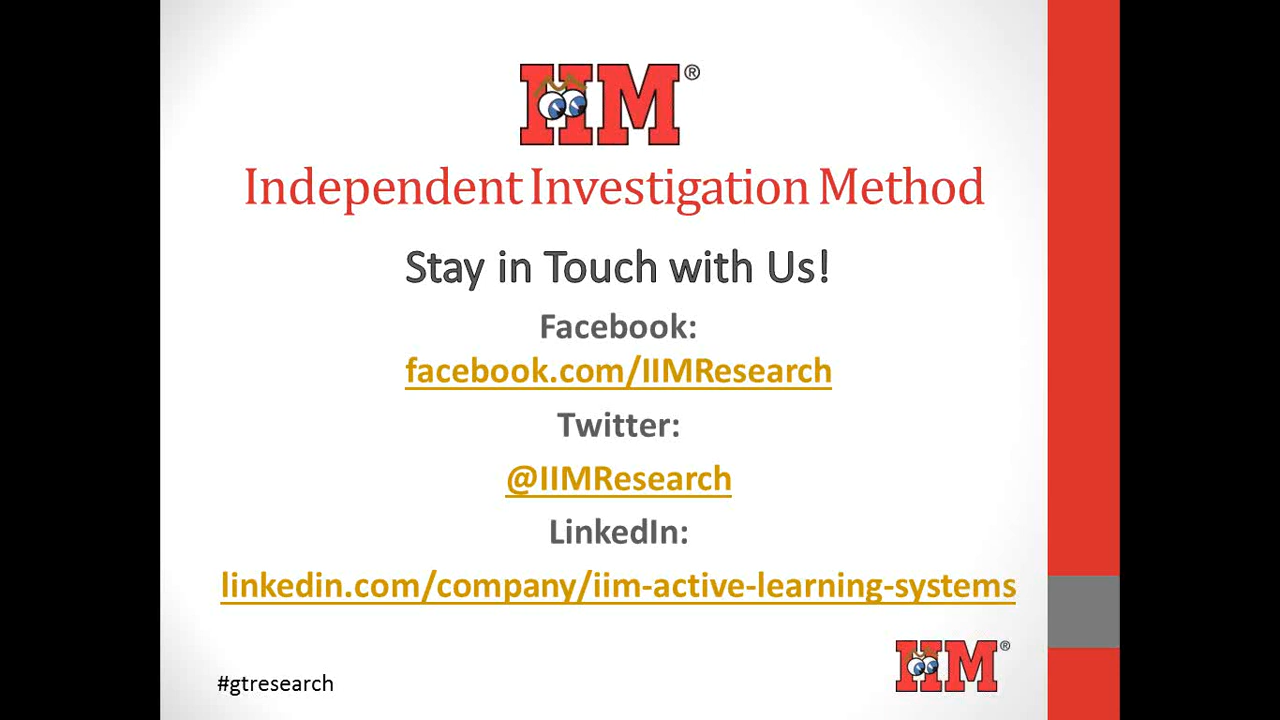 IIM®
Independent Investigation Method
Stay in Touch with Us!
Facebook:
facebook.com/IIMResearch
Twitter:
@IIMResearch
LinkedIn:
linkedin.com/company/iim-active-learning-systems
IIM®
#gtresearch